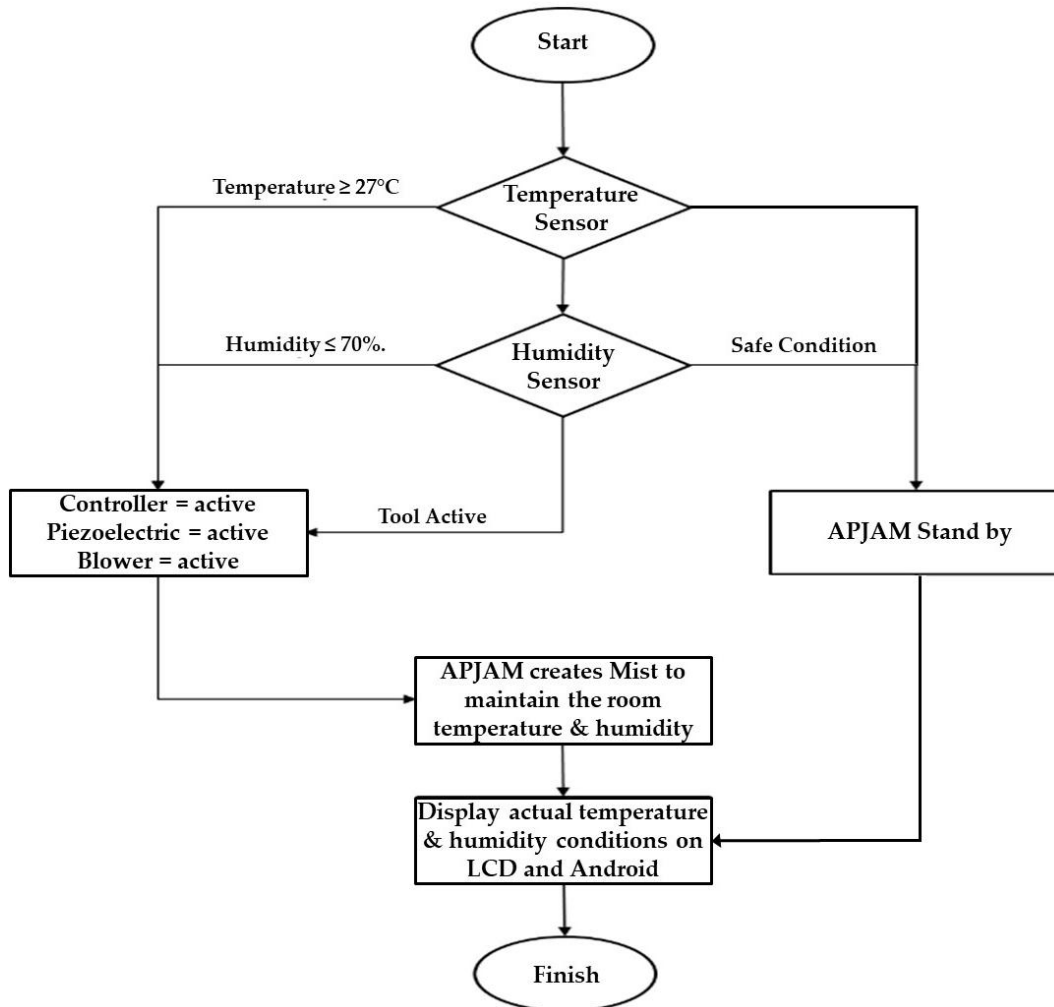 Start
Temperature ≥ 27°C
Temperature
Sensor
Humidity ≤ 70%.
Humidity
Sensor
Safe Condition
Controller = active
Piezoelectric = active
Blower = active
Tool Active
APJAM Stand by
APJAM creates Mist to
maintain the room
temperature & humidity
Display actual temperature
& humidity conditions on
LCD and Android
Finish